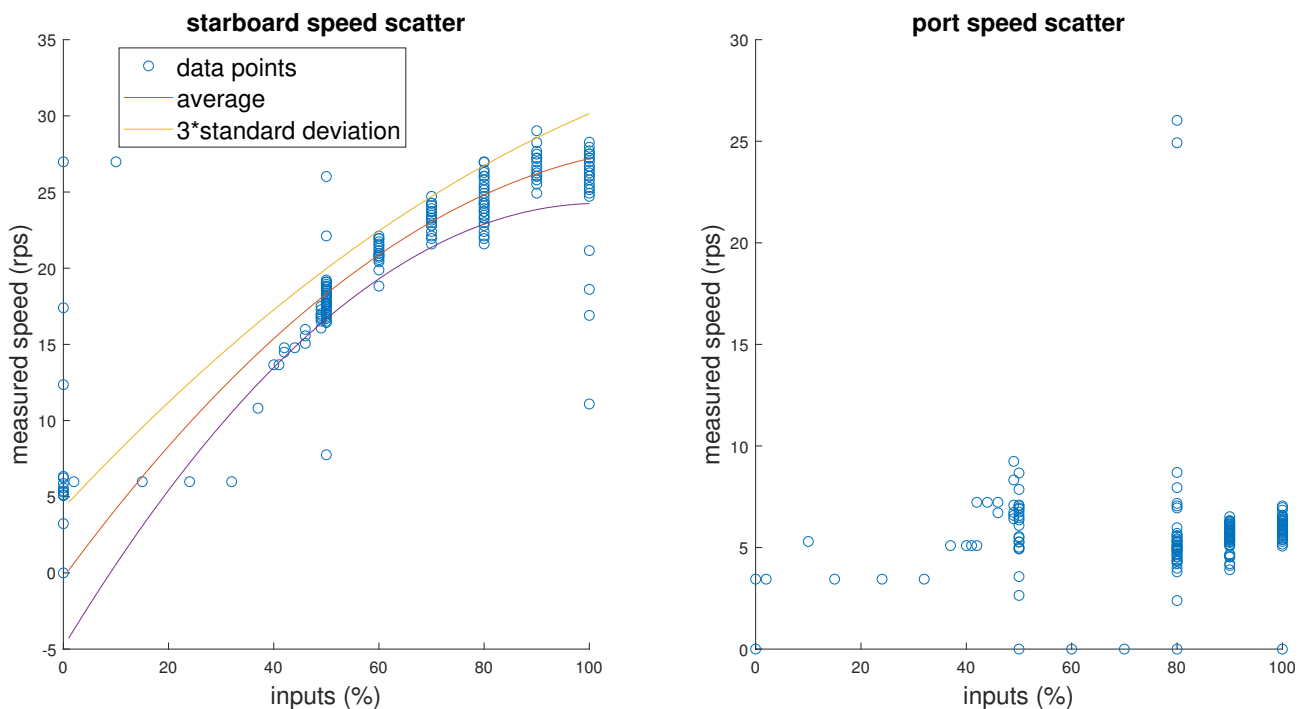 starboard speed scatter
35
30
25
20
15
10
5
0
-5
measured speed (rps)
data points
average
3*standard deviation
0 20 40 60 80 100
inputs (%)
port speed scatter
30
25
20
15
10
5
0
measured speed (rps)
0 20 40 60 80 100
inputs (%)